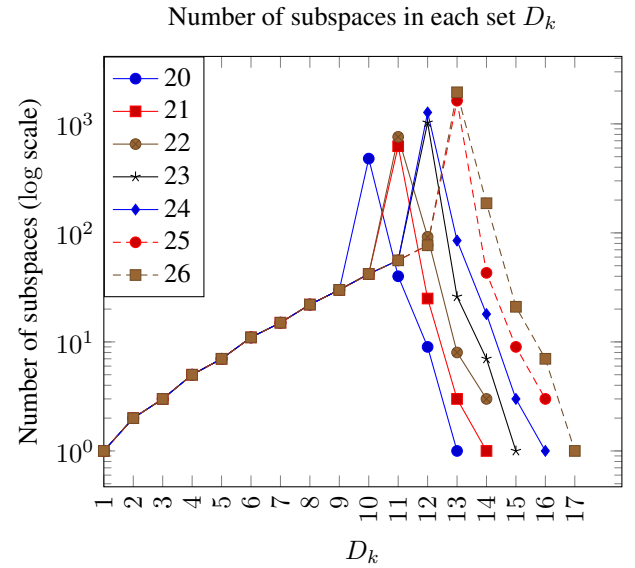 Number of subspaces in each set D_k
Number of subspaces (log scale)
10^3
10^2
10^1
10^0
20
21
22
23
24
25
26
1 2 3 4 5 6 7 8 9 10 11 12 13 14 15 16 17
D_k